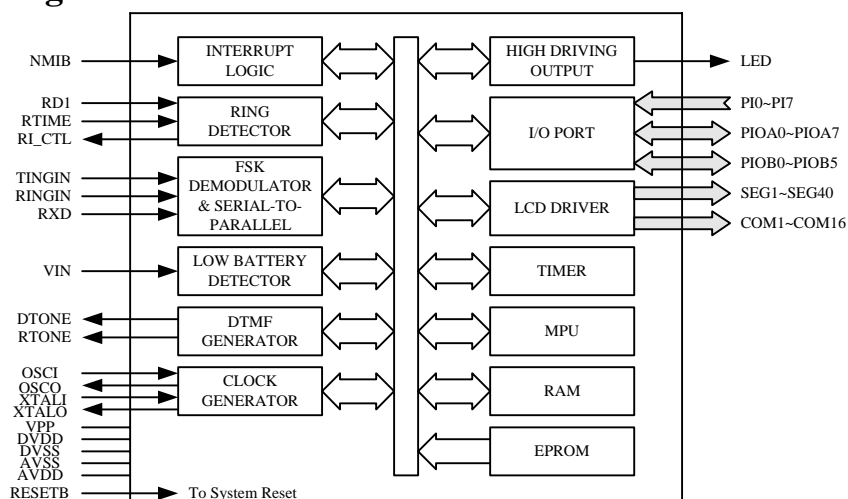 NMIB
INTERRUPT
LOGIC
HIGH DRIVING
OUTPUT
LED
RD1
RTIME
RI_CTL
RING
DETECTOR
I/O PORT
PI0~PI7
PIOA0~PIOA7
PIOB0~PIOB5
TINGIN
RINGIN
RXD
FSK
DEMODULATOR
& SERIAL-TO-
PARALLEL
LCD DRIVER
SEG1~SEG40
COM1~COM16
VIN
LOW BATTERY
DETECTOR
TIMER
DTONE
RTONE
DTMF
GENERATOR
MPU
OSCI
OSCO
XTALI
XTALO
CLOCK
GENERATOR
RAM
VPP
DVDD
DVSS
AVSS
AVDD
EPROM
RESETB
To System Reset